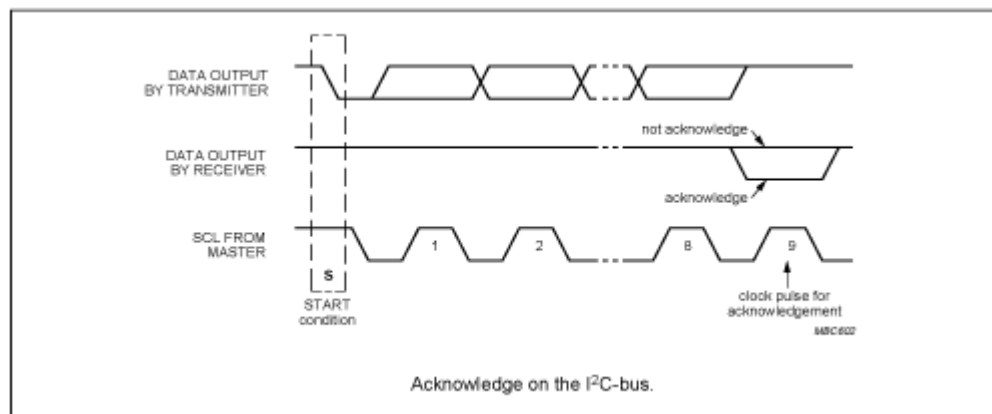 DATA OUTPUT
BY TRANSMITTER
not acknowledge
DATA OUTPUT
BY RECEIVER
acknowledge
SCL FROM
MASTER
1
2
8
9
S
START
condition
clock pulse for
acknowledgement
MBC602
Acknowledge on the I²C-bus.